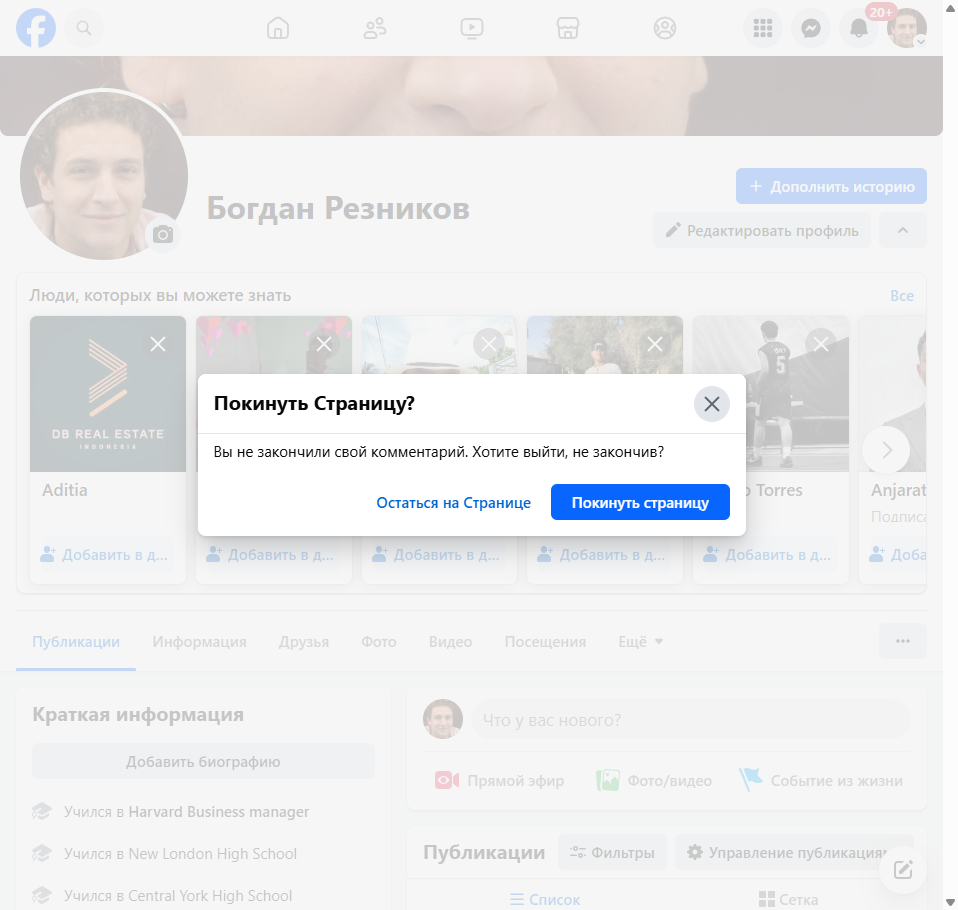 20+
Богдан Резников
Дополнить историю
Редактировать профиль
Люди, которых вы можете знать
Все
DB REAL ESTATE
INDONESIA
5
Покинуть Страницу?
Вы не закончили свой комментарий. Хотите выйти, не закончив?
Остаться на Странице
Покинуть страницу
Aditia
Torres
Anjarat
Подписа
Добавить в д...
Добавить в д...
Добавить в д...
Добавить в д...
Добавить в д...
Доба
Публикации
Информация
Друзья
Фото
Видео
Посещения
Ещё
Краткая информация
Добавить биографию
Учился в Harvard Business manager
Учился в New London High School
Учился в Central York High School
Что у вас нового?
Прямой эфир
Фото/видео
Событие из жизни
Публикации
Фильтры
Управление публикациям
Список
Сетка